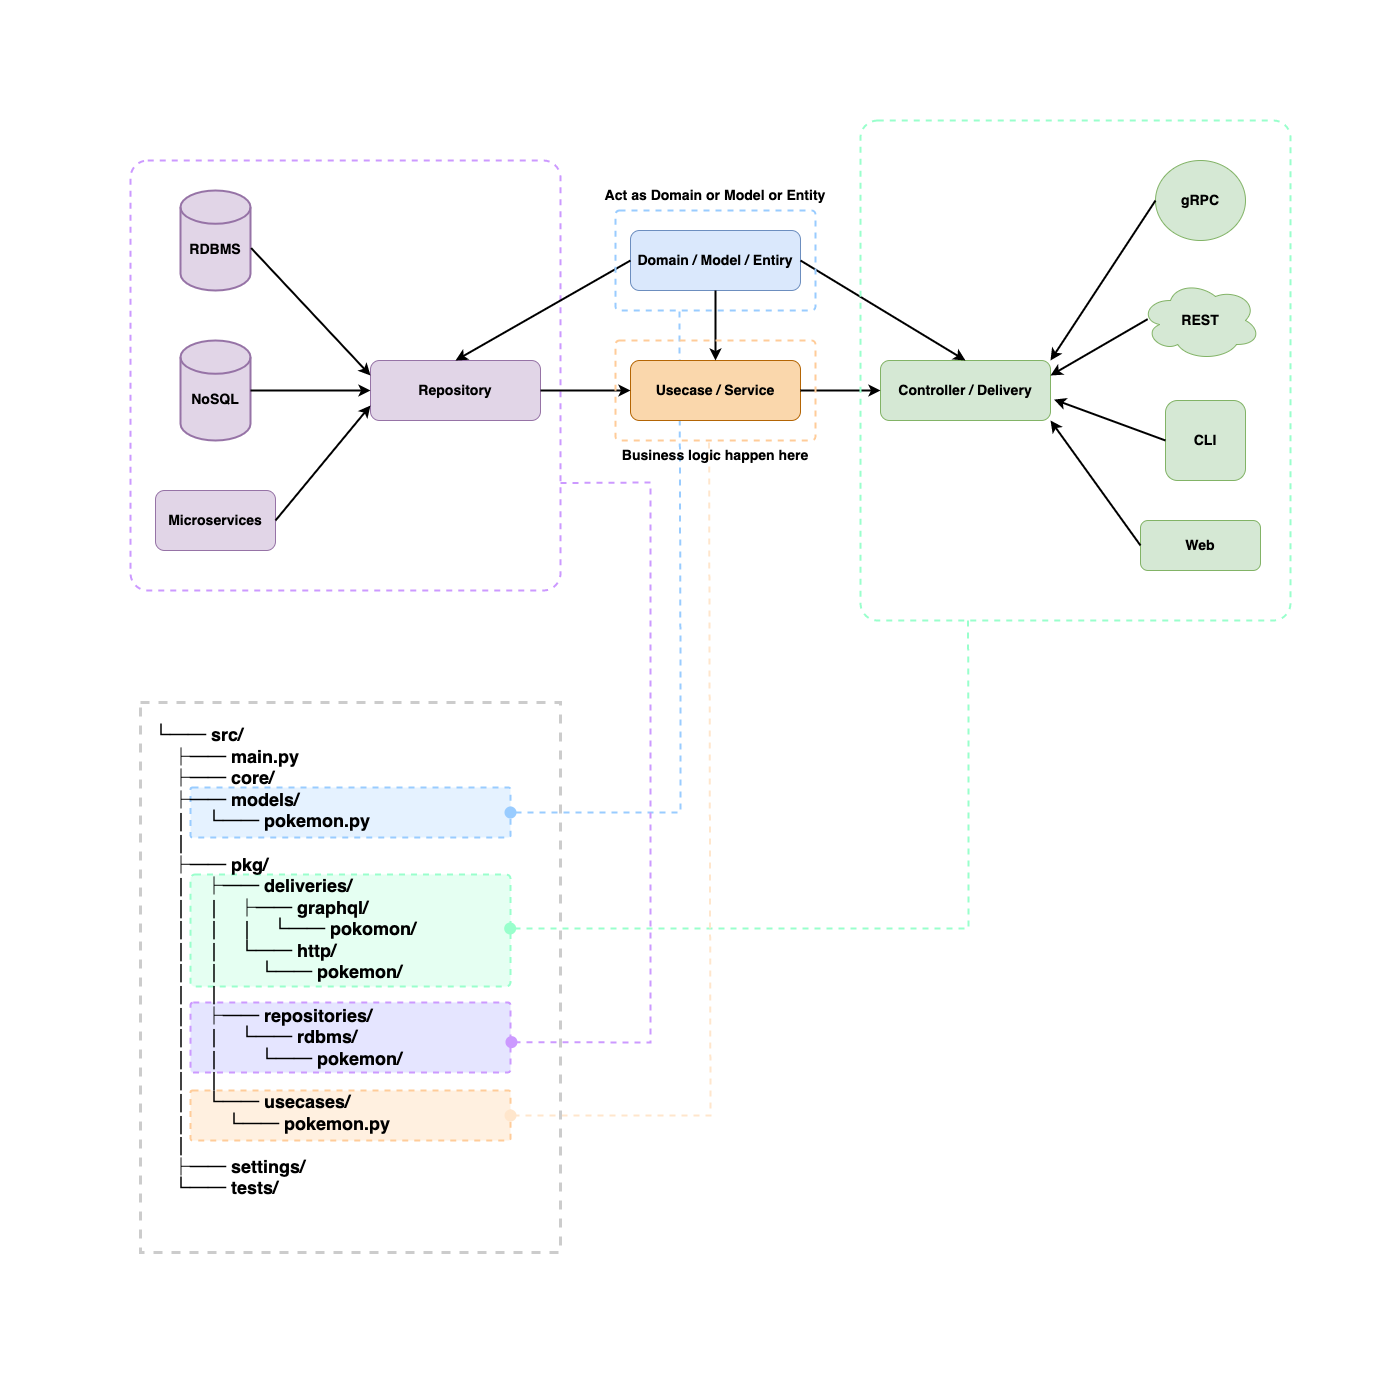 Act as Domain or Model or Entity
RDBMS
NoSQL
Microservices
Repository
Domain / Model / Entiry
Usecase / Service
Business logic happen here
Controller / Delivery
gRPC
REST
CLI
Web
src/
main.py
core/
models/
pokemon.py
pkg/
deliveries/
graphql/
pokomon/
http/
pokemon/
repositories/
rdbms/
pokemon/
usecases/
pokemon.py
settings/
tests/